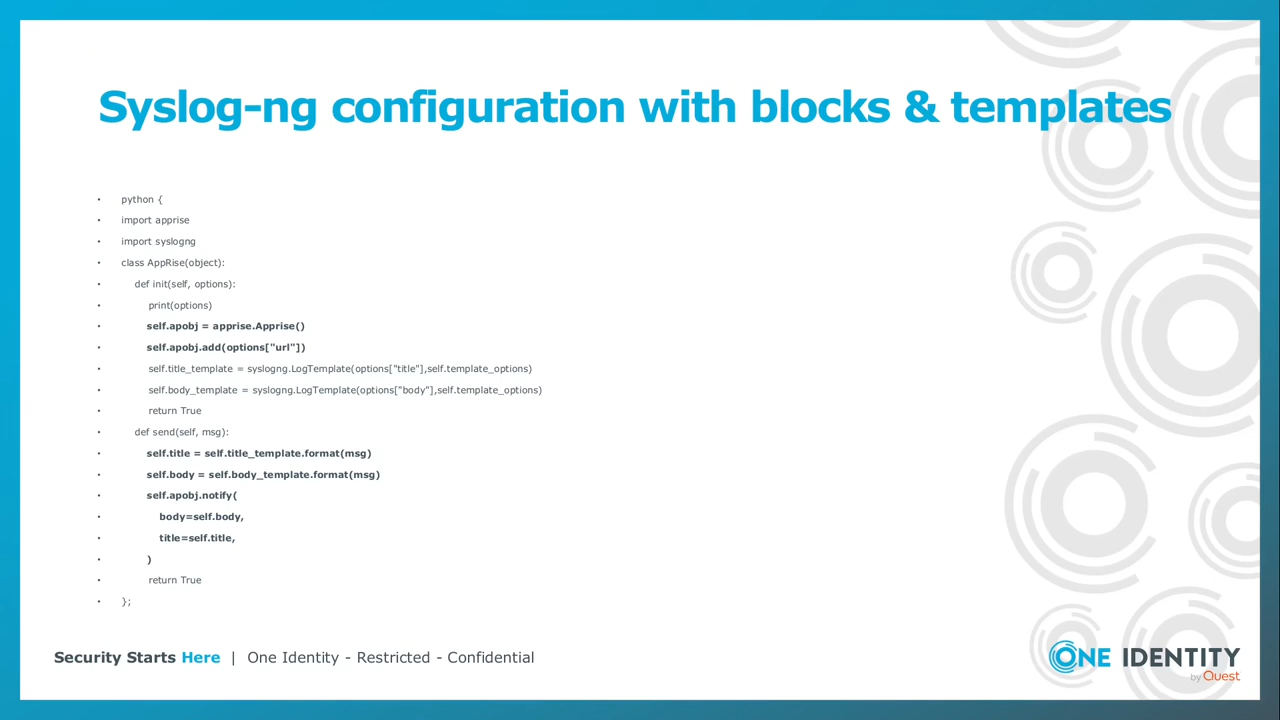 Syslog-ng configuration with blocks & templates
• python {
• import apprise
• import syslogng
• class AppRise(object):
• def init(self, options):
• print(options)
• self.apobj = apprise.Apprise()
• self.apobj.add(options["url"])
• self.title_template = syslogng.LogTemplate(options["title"],self.template_options)
• self.body_template = syslogng.LogTemplate(options["body"],self.template_options)
• return True
• def send(self, msg):
• self.title = self.title_template.format(msg)
• self.body = self.body_template.format(msg)
• self.apobj.notify(
• body=self.body,
• title=self.title,
• )
• return True
• };
Security Starts Here | One Identity - Restricted - Confidential
ONE IDENTITY
by Quest